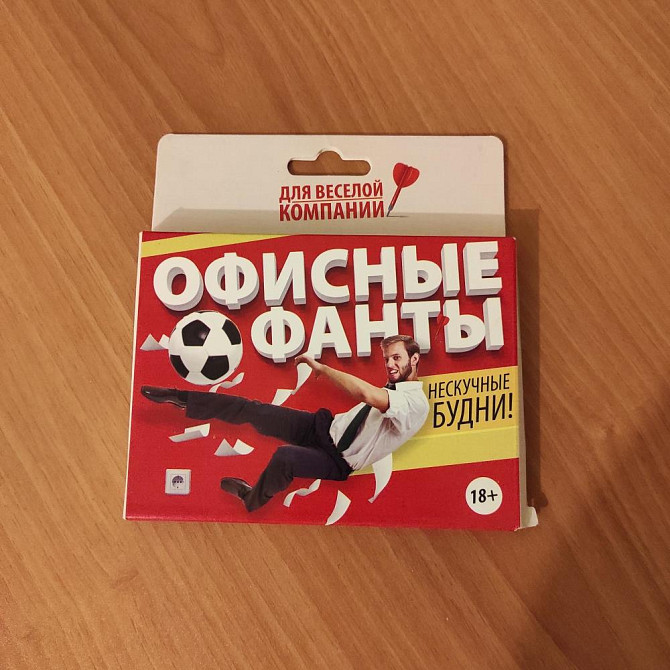 ДЛЯ ВЕСЕЛОЙ
КОМПАНИИ
ОФИСНЫЕ
ФАНТЫ
НЕСКУЧНЫЕ
БУДНИ!
18+